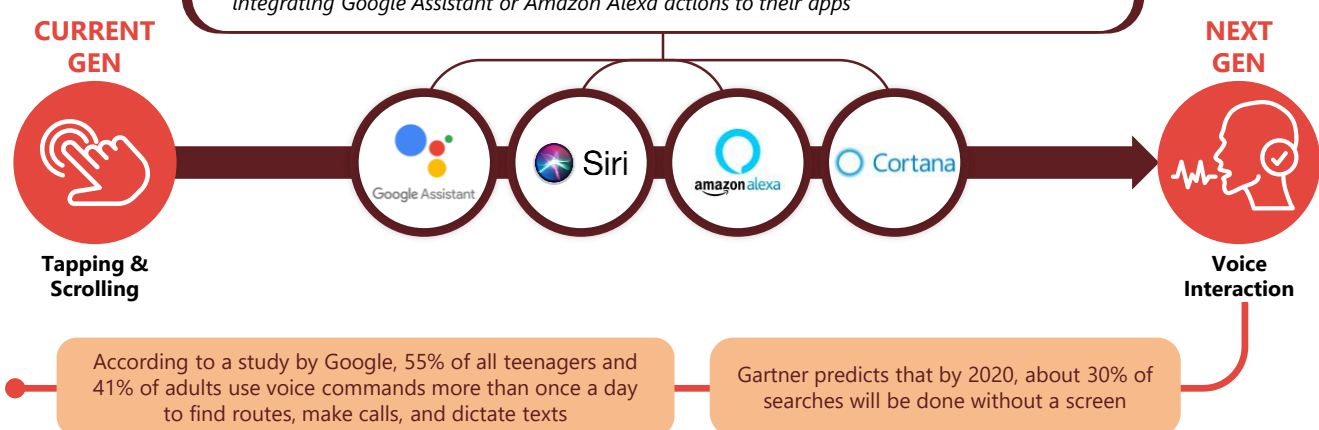 integrating Google Assistant or Amazon Alexa actions to their apps
CURRENT
GEN
NEXT
GEN
Google Assistant
Siri
amazon alexa
Cortana
Tapping &
Scrolling
Voice
Interaction
According to a study by Google, 55% of all teenagers and
41% of adults use voice commands more than once a day
to find routes, make calls, and dictate texts
Gartner predicts that by 2020, about 30% of
searches will be done without a screen